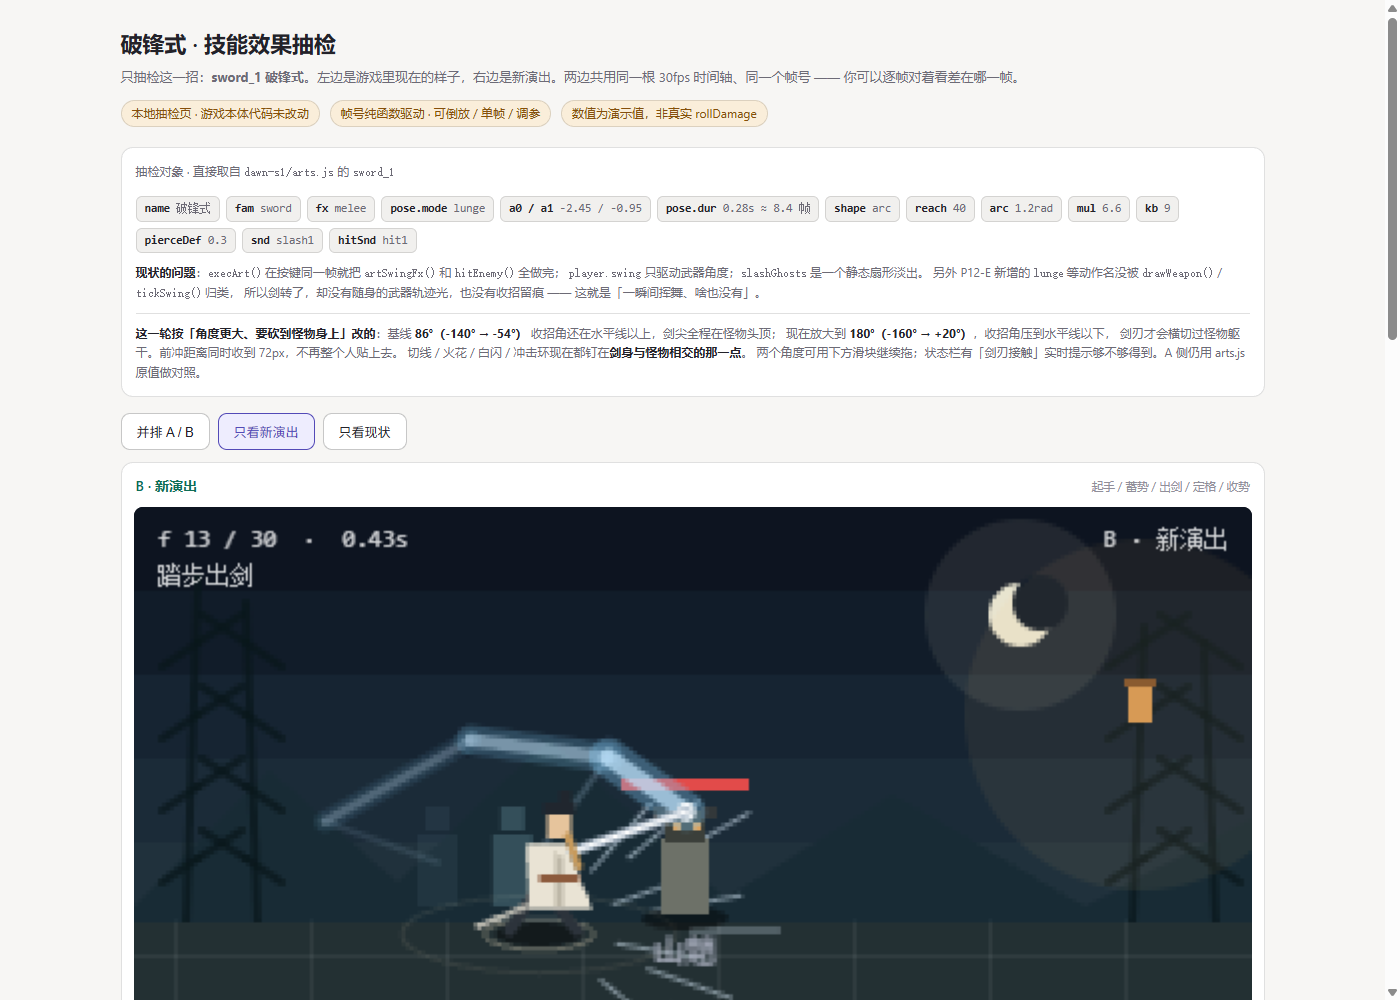 破锋式 · 技能效果抽检
只抽检这一招：sword_1 破锋式。左边是游戏里现在的样子，右边是新演出。两边共用同一根 30fps 时间轴、同一个帧号 —— 你可以逐帧对着看差在哪一帧。
本地抽检页 · 游戏本体代码未改动 帧号纯函数驱动 · 可倒放 / 单帧 / 调参 数值为演示值，非真实 rollDamage
抽检对象 · 直接取自 dawn-s1/arts.js 的 sword_1
name 破锋式 fam sword fx melee pose.mode lunge a0 / a1 -2.45 / -0.95 pose.dur 0.28s ≈ 8.4 帧 shape arc reach 40 arc 1.2rad mul 6.6 kb 9
pierceDef 0.3 snd slash1 hitSnd hit1
现状的问题：execArt() 在按键同一帧就把 artSwingFx() 和 hitEnemy() 全做完； player.swing 只驱动武器角度； slashGhosts 是一个静态扇形淡出。 另外 P12-E 新增的 lunge 等动作名没被 drawWeapon() /
tickSwing() 归类， 所以剑转了，却没有随身的武器轨迹光，也没有收招留痕 —— 这就是「一瞬间挥舞、啥也没有」。
这一轮按「角度更大、要砍到怪物身上」改的：基线 86°（-140° → -54°） 收招角还在水平线以上，剑尖全程在怪物头顶； 现在放大到 180°（-160° → +20°），收招角压到水平线以下， 剑刃才会横切过怪物躯
干。前冲距离同时收到 72px，不再整个人贴上去。 切线 / 火花 / 白闪 / 冲击环现在都钉在剑身与怪物相交的那一点。 两个角度可用下方滑块继续拖；状态栏有「剑刃接触」实时提示够不够得到。A 侧仍用 arts.js
原值做对照。
并排 A / B 只看新演出 只看现状
B · 新演出 起手 / 蓄势 / 出剑 / 定格 / 收势
f 13 / 30 · 0.43s B · 新演出
踏步出剑